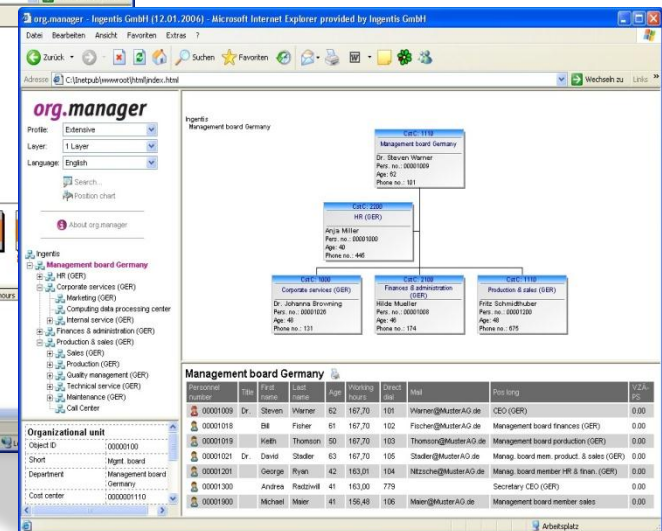 org.manager - Ingentis GmbH (12.01.2006) - Microsoft Internet Explorer provided by Ingentis GmbH
Datei Bearbeiten Ansicht Favoriten Extras ?
Zurück Suchen Favoriten
Adresse C:\Inetpub\wwwroot\html\index.html Wechseln zu Links »
org.manager
Profile: Extensive
Layer: 1 Layer
Language: English
Search...
Position chart
About org.manager
Ingentis
Management board Germany
HR (GER)
Corporate services (GER)
Marketing (GER)
Computing data processing center
Internal service (GER)
Finances & administration (GER)
Production & sales (GER)
Sales (GER)
Production (GER)
Quality management (GER)
Technical service (GER)
Maintenance (GER)
Call Center
Organizational unit
Object ID 00000100
Short Mgmt. board
Department Management board Germany
Cost center 0000001110
Ingentis
Management board Germany
CstC: 1110
Management board Germany
Dr. Steven Warner
Pers. no.: 00001009
Age: 62
Phone no.: 101
CstC: 2200
HR (GER)
Anja Miller
Pers. no.: 00001000
Age: 40
Phone no.: 446
CstC: 1000
Corporate services (GER)
Dr. Johanna Browning
Pers. no.: 00001026
Age: 48
Phone no.: 131
CstC: 2100
Finances & administration (GER)
Hilde Mueller
Pers. no.: 00001008
Age: 46
Phone no.: 174
CstC: 1110
Production & sales (GER)
Fritz Schmidthuber
Pers. no.: 00001200
Age: 48
Phone no.: 675
Management board Germany
Personnel number Title First name Last name Age Working hours Direct dial Mail Pos long VZÄ-PS
00001009 Dr. Steven Warner 62 167,70 101 Warner@MusterAG.de CEO (GER) 0.00
00001018 Bill Fisher 61 167,70 102 Fischer@MusterAG.de Management board finances (GER) 0.00
00001019 Keith Thomson 50 167,70 103 Thomson@MusterAG.de Management board porduction (GER) 0.00
00001021 Dr. David Stadler 63 167,70 105 Stadler@MusterAG.de Manag. board mem. product. & sales (GER) 0.00
00001201 George Ryan 42 163,01 104 Nitzsche@MusterAG.de Manag. board member HR & finan. (GER) 0.00
00001300 Andrea Radziwill 41 163,00 779 Secretary CEO (GER) 0.00
00001900 Michael Maier 41 156,48 106 Maier@MusterAG.de Management board member sales 0.00
Arbeitsplatz